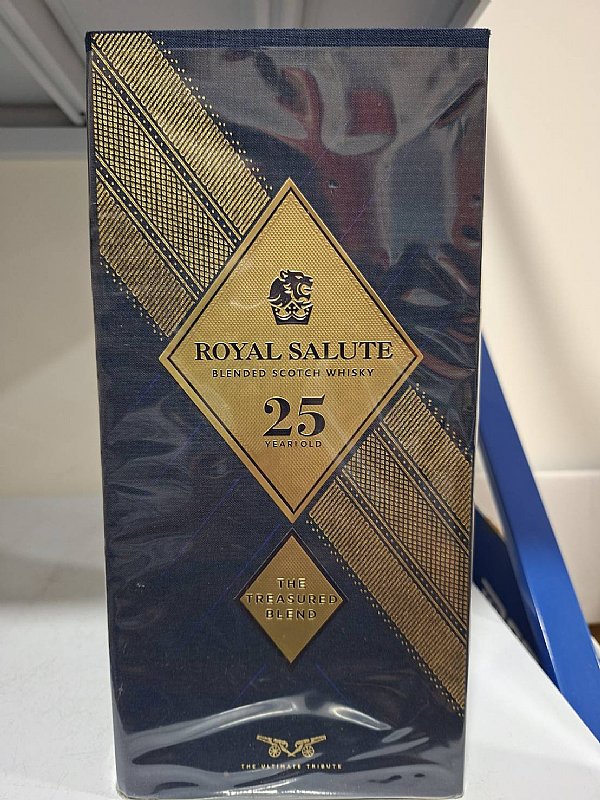 ROYAL SALUTE
BLENDED SCOTCH WHISKY
25
YEAR OLD
THE
TREASURED
BLEND
THE ULTIMATE TRIBUTE